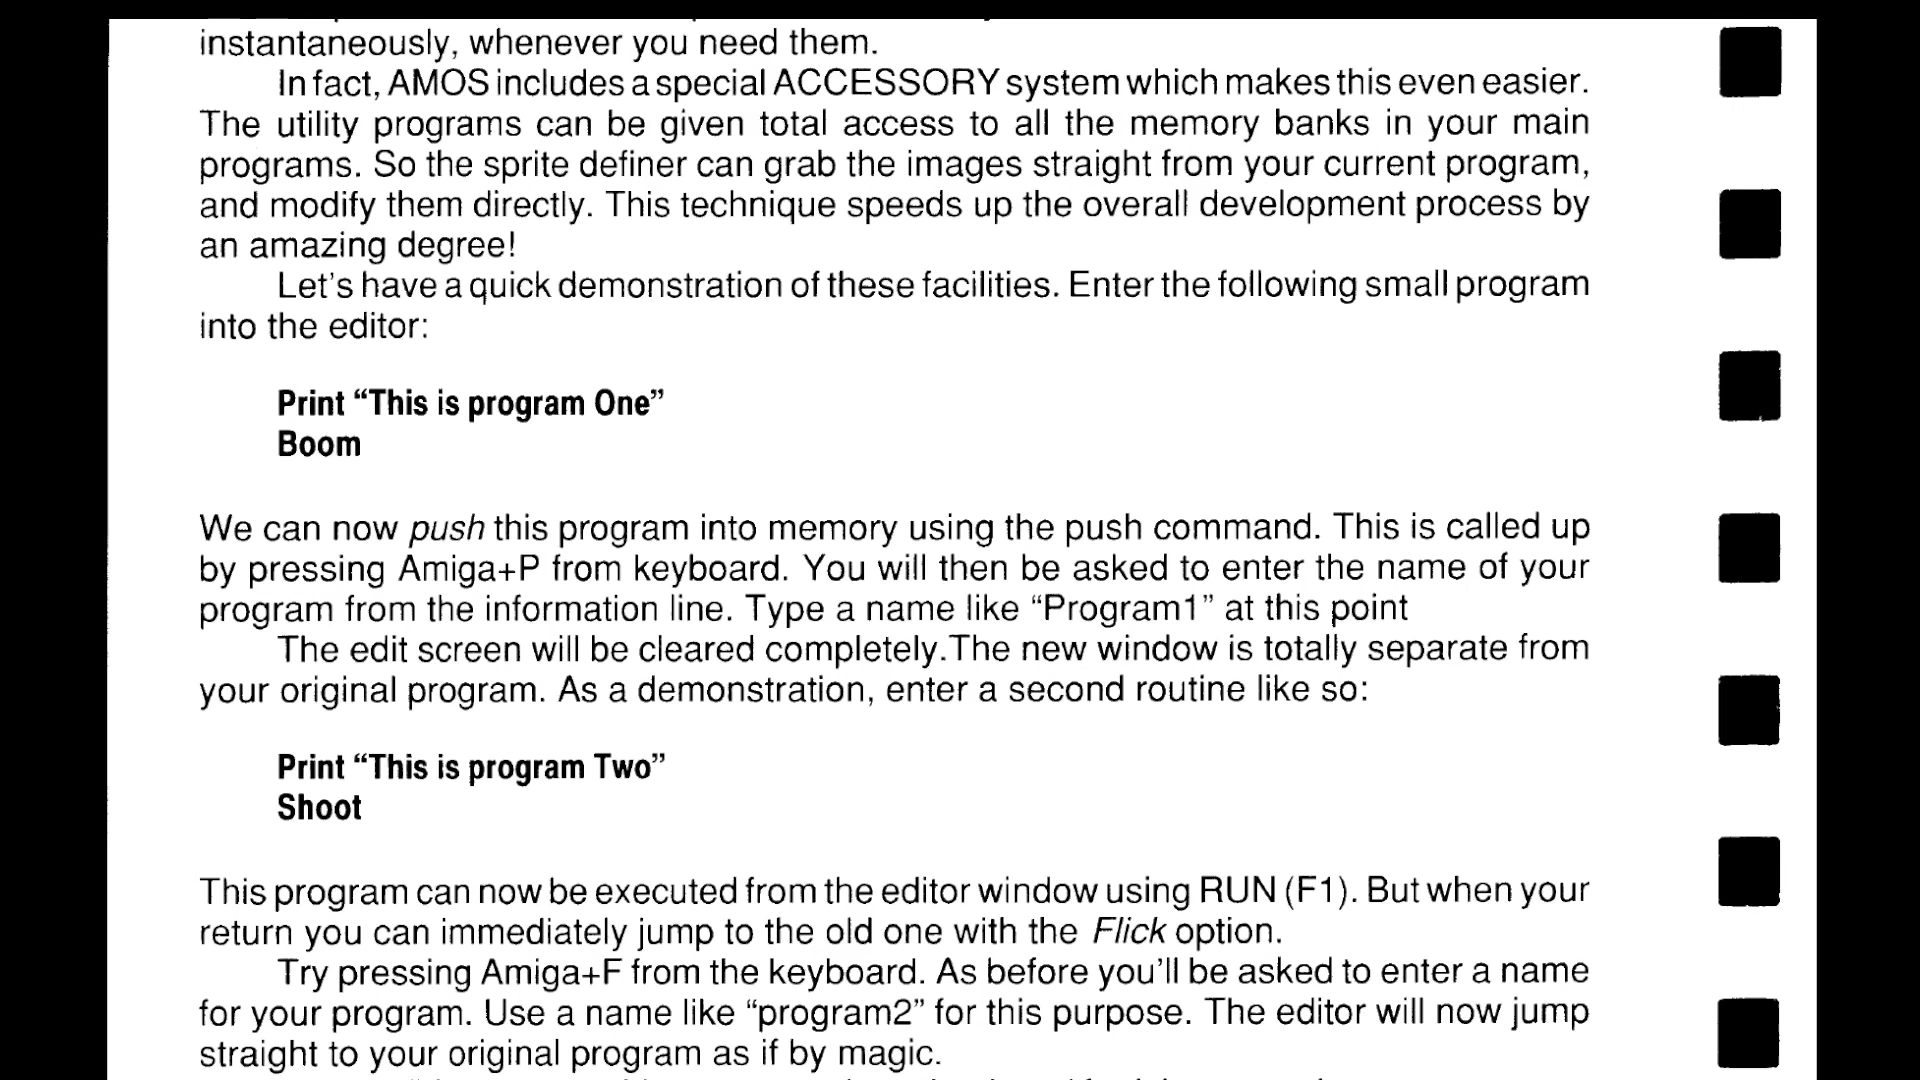 instantaneously, whenever you need them.
In fact, AMOS includes a special ACCESSORY system which makes this even easier.
The utility programs can be given total access to all the memory banks in your main
programs. So the sprite definer can grab the images straight from your current program,
and modify them directly. This technique speeds up the overall development process by
an amazing degree!
Let's have a quick demonstration of these facilities. Enter the following small program
into the editor:
Print “This is program One”
Boom
We can now push this program into memory using the push command. This is called up
by pressing Amiga+P from keyboard. You will then be asked to enter the name of your
program from the information line. Type a name like “Program1” at this point
The edit screen will be cleared completely.The new window is totally separate from
your original program. As a demonstration, enter a second routine like so:
Print “This is program Two”
Shoot
This program can now be executed from the editor window using RUN (F1). But when your
return you can immediately jump to the old one with the Flick option.
Try pressing Amiga+F from the keyboard. As before you'll be asked to enter a name
for your program. Use a name like “program2” for this purpose. The editor will now jump
straight to your original program as if by magic.